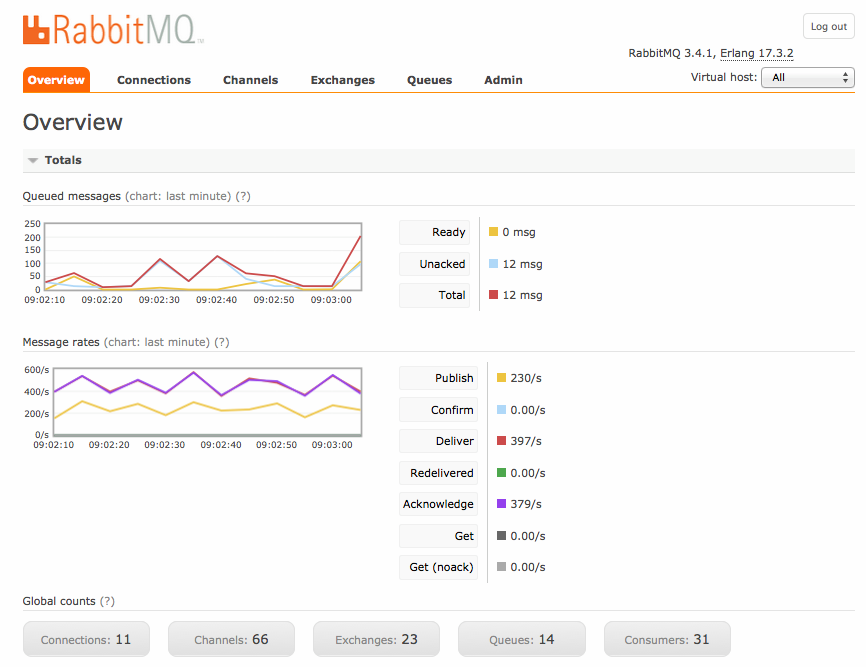 RabbitMQ™
Log out
RabbitMQ 3.4.1, Erlang 17.3.2
Overview Connections Channels Exchanges Queues Admin
Virtual host: All
Overview
Totals
Queued messages (chart: last minute) (?)
250
200
150
100
50
0
09:02:10 09:02:20 09:02:30 09:02:40 09:02:50 09:03:00
Ready 0 msg
Unacked 12 msg
Total 12 msg
Message rates (chart: last minute) (?)
600/s
400/s
200/s
0/s
09:02:10 09:02:20 09:02:30 09:02:40 09:02:50 09:03:00
Publish 230/s
Confirm 0.00/s
Deliver 397/s
Redelivered 0.00/s
Acknowledge 379/s
Get 0.00/s
Get (noack) 0.00/s
Global counts (?)
Connections: 11 Channels: 66 Exchanges: 23 Queues: 14 Consumers: 31